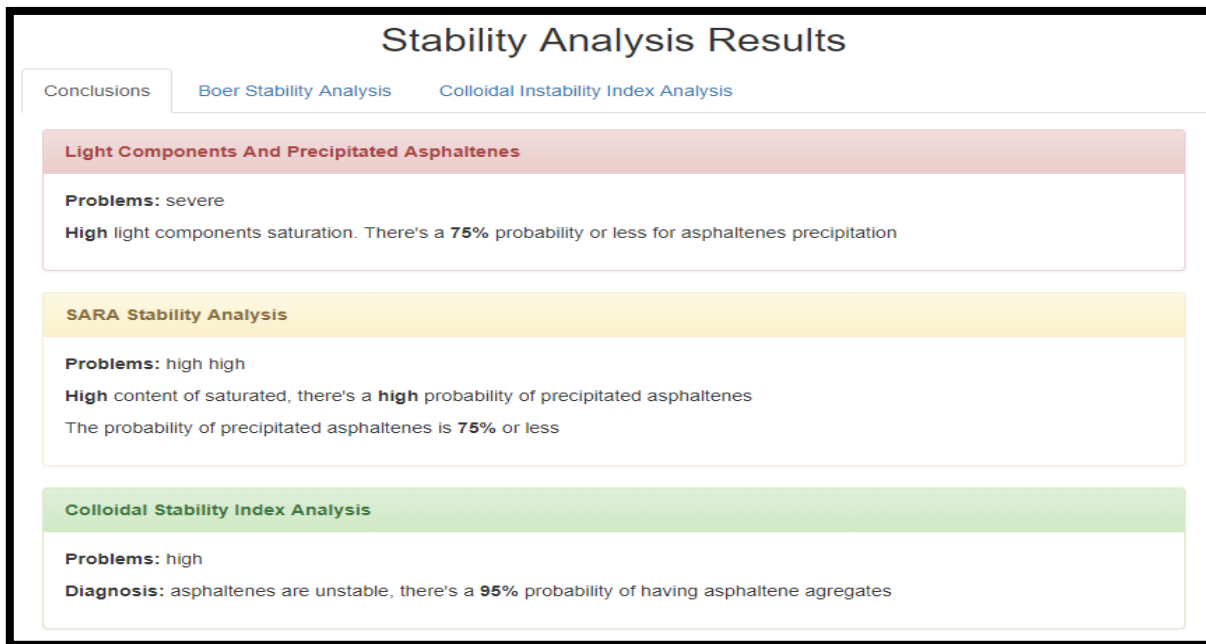 Stability Analysis Results
Conclusions Boer Stability Analysis Colloidal Instability Index Analysis
Light Components And Precipitated Asphaltenes
Problems: severe
High light components saturation. There's a 75% probability or less for asphaltenes precipitation
SARA Stability Analysis
Problems: high high
High content of saturated, there's a high probability of precipitated asphaltenes
The probability of precipitated asphaltenes is 75% or less
Colloidal Stability Index Analysis
Problems: high
Diagnosis: asphaltenes are unstable, there's a 95% probability of having asphaltene agregates